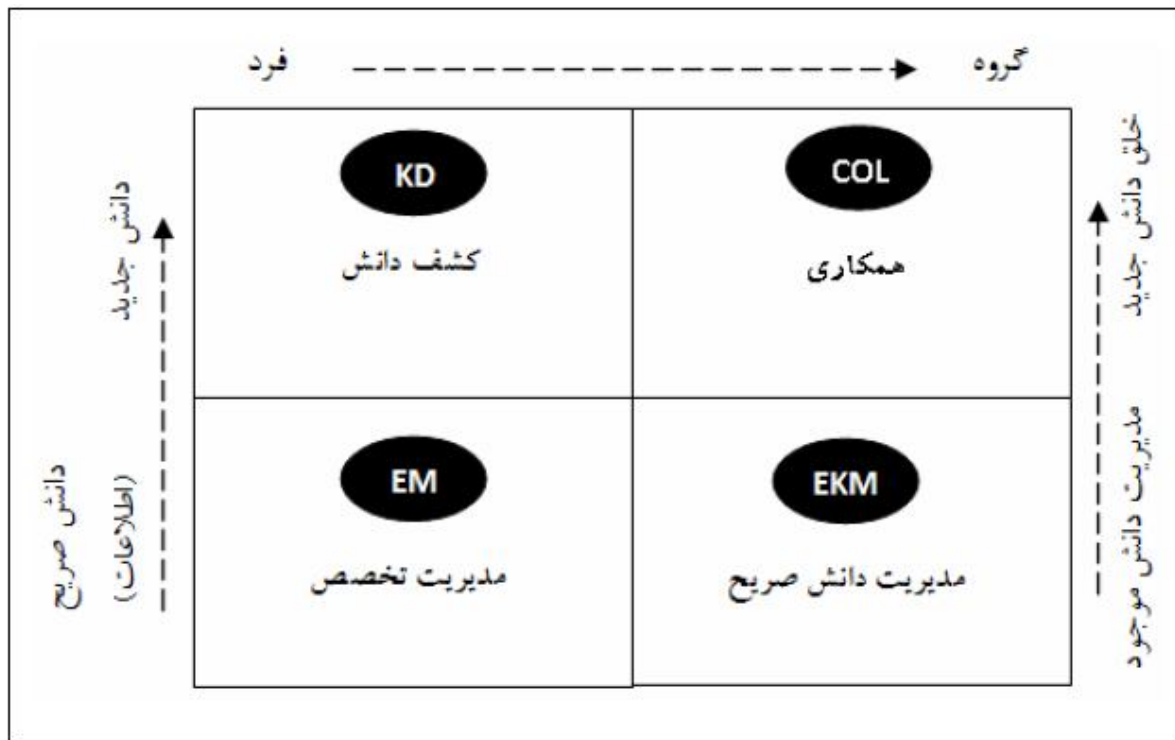 گروه
فرد
خلق دانش جدید
مدیریت دانش موجود
COL
همکاری
KD
کشف دانش
دانش جدید
EKM
مدیریت دانش صریح
EM
مدیریت تخصص
دانش صریح
(اطلاعات)